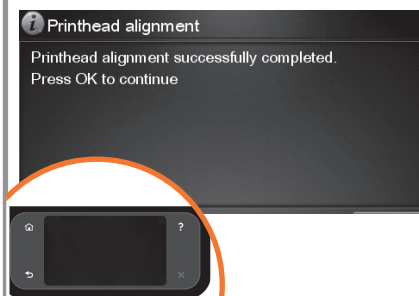 Printhead alignment
Printhead alignment successfully completed.
Press OK to continue
?